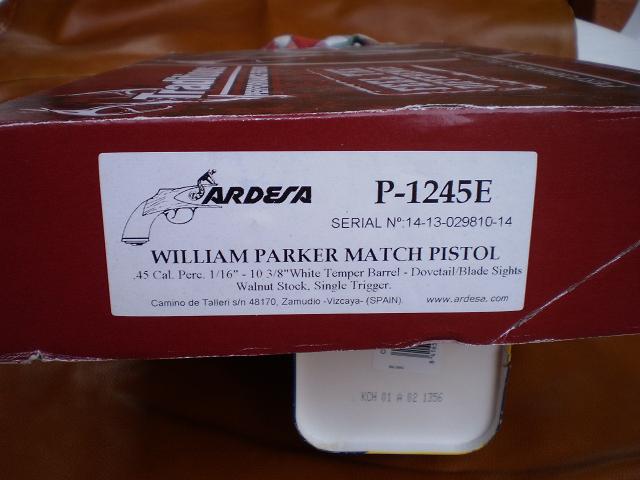 Traditions
ARDESA
P-1245E
SERIAL Nº:14-13-029810-14
WILLIAM PARKER MATCH PISTOL
.45 Cal. Perc. 1/16" - 10 3/8"White Temper Barrel - Dovetail/Blade Sights
Walnut Stock, Single Trigger.
Camino de Talleri s/n 48170, Zamudio -Vizcaya- (SPAIN).
www.ardesa.com
KCH 01 A 02 1356